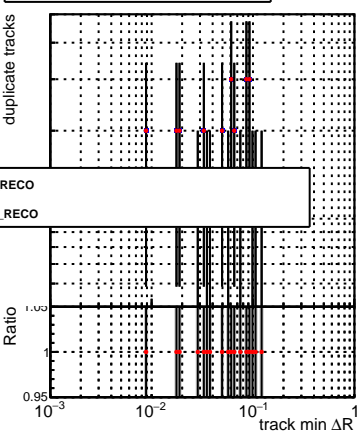 duplicate tracks
RECO
_RECO
Ratio
1.05
1
0.95
10−3
10−2
10−1
1
track min ΔR